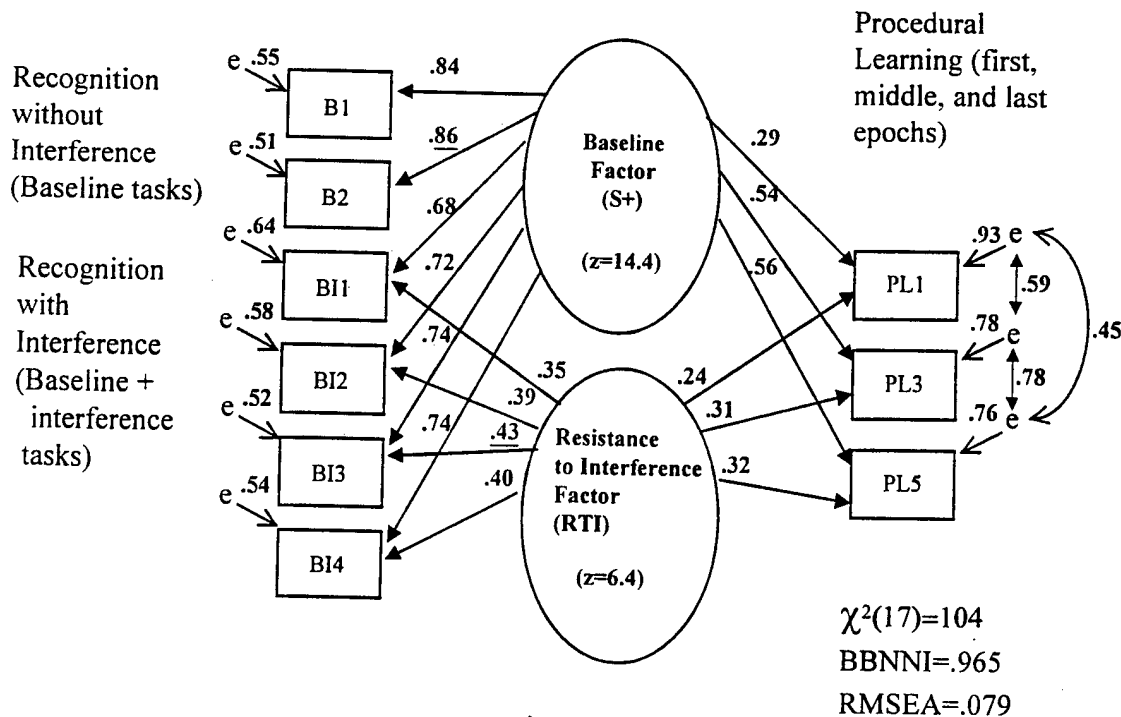 Recognition
without
Interference
(Baseline tasks)
Recognition
with
Interference
(Baseline +
interference
tasks)
e .55
B1
e .51
B2
e .64
BI1
e .58
BI2
e .52
BI3
e .54
BI4
.84
.86
.68
.72
.74
.74
.35
.39
.43
.40
Baseline
Factor
(S+)
(z=14.4)
Resistance
to Interference
Factor
(RTI)
(z=6.4)
.29
.54
.56
.24
.31
.32
Procedural
Learning (first,
middle, and last
epochs)
PL1
.93 e
.59
PL3
.78 e
.78
.45
PL5
.76 e
χ²(17)=104
BBNNI=.965
RMSEA=.079